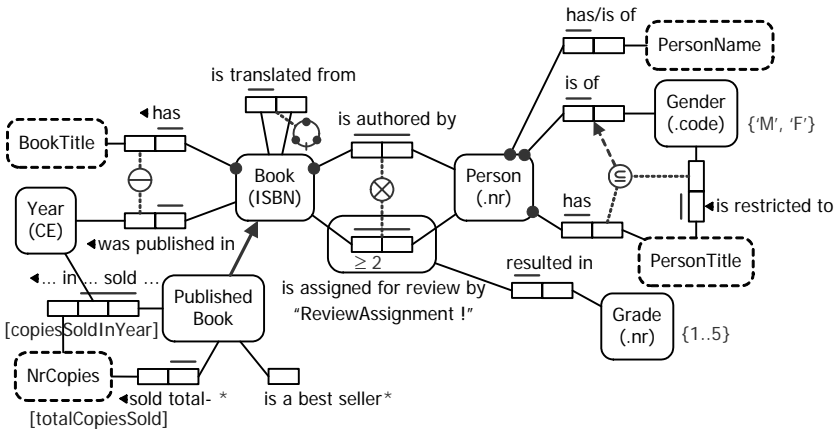 has/is of
PersonName
is translated from
is of
Gender
(.code)
{‘M’, ‘F’}
◄has
is authored by
BookTitle
Book
(ISBN)
Person
(.nr)
⊆
Year
(CE)
has
◄is restricted to
◄was published in
PersonTitle
≥ 2
◄... in ... sold ...
resulted in
Published
Book
is assigned for review by
“ReviewAssignment !”
Grade
(.nr)
{1..5}
[copiesSoldInYear]
NrCopies
◄sold total- *
is a best seller*
[totalCopiesSold]